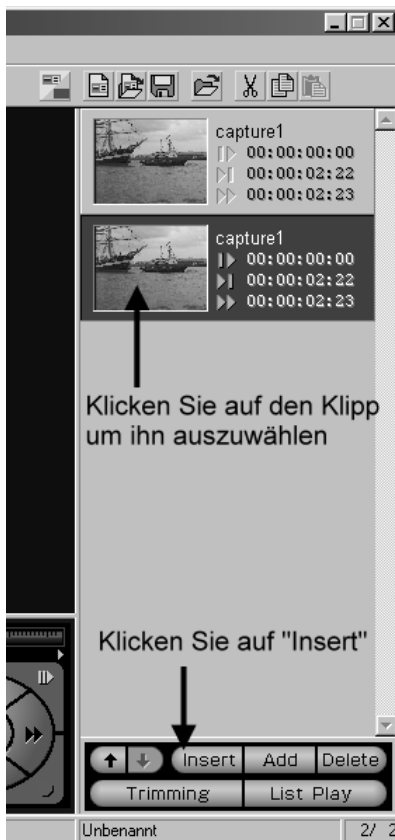 capture1
00:00:00:00
00:00:02:22
00:00:02:23
capture1
00:00:00:00
00:00:02:22
00:00:02:23
Klicken Sie auf den Klipp
um ihn auszuwählen
Klicken Sie auf "Insert"
Insert Add Delete
Trimming List Play
Unbenannt 2/ 2